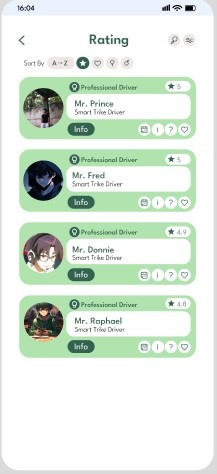 16:04
Rating
Sort By A→Z
Professional Driver 5
Mr. Prince
Smart Trike Driver
Info i ?
Professional Driver 5
Mr. Fred
Smart Trike Driver
Info i ?
Professional Driver 4.9
Mr. Donnie
Smart Trike Driver
Info i ?
Professional Driver 4.8
Mr. Raphael
Smart Trike Driver
Info i ?